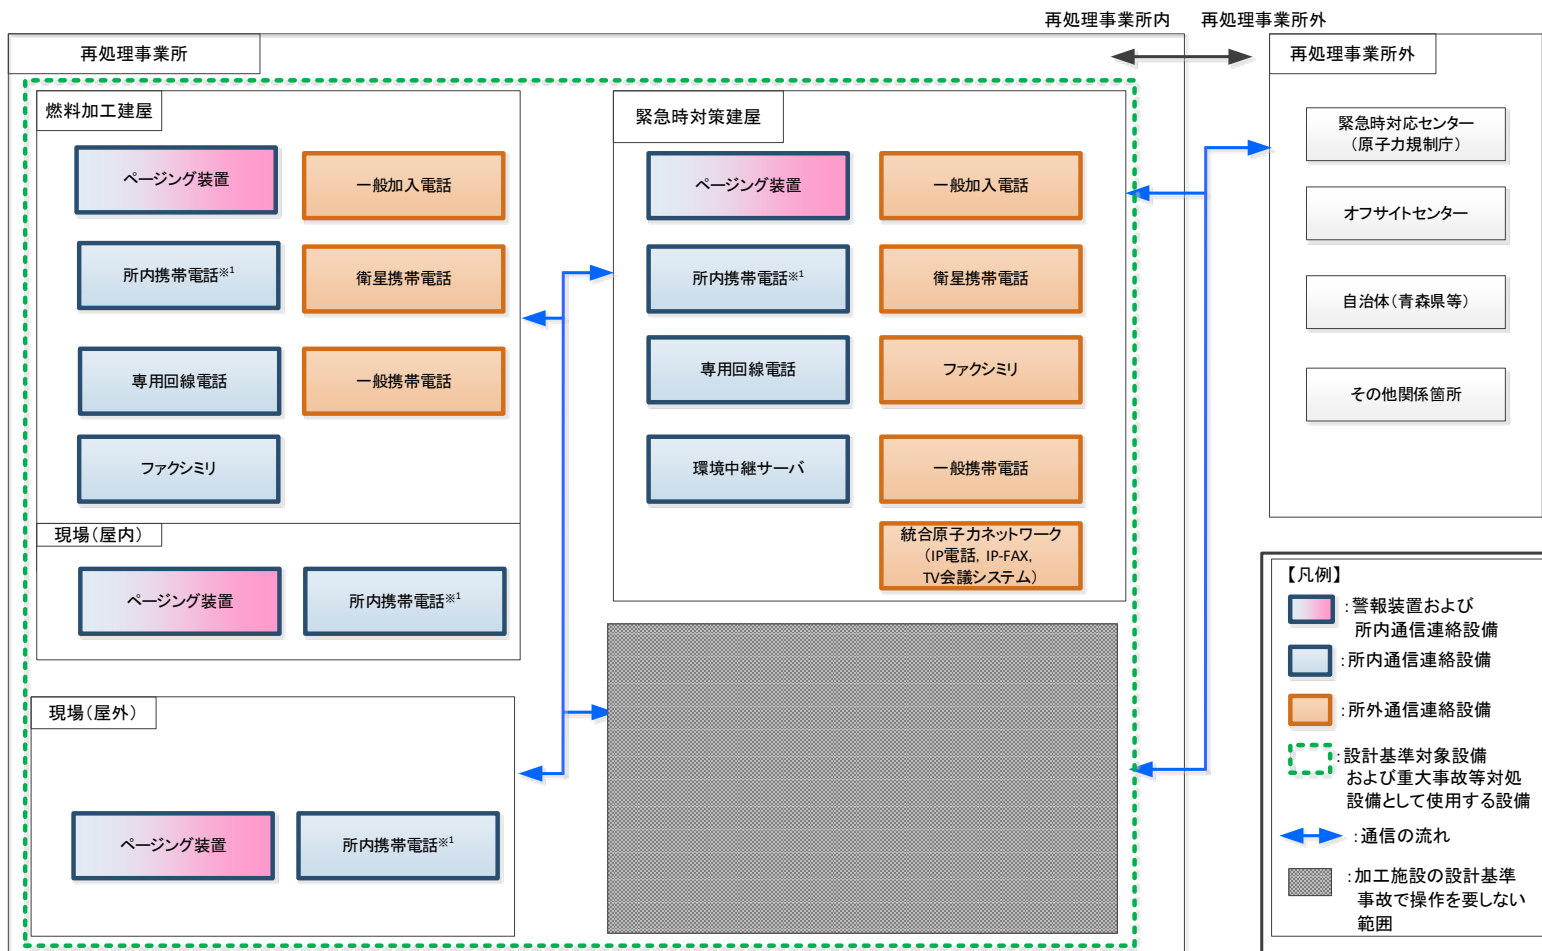 再処理事業所内
再処理事業所外
再処理事業所
再処理事業所外
燃料加工建屋
ページング装置
一般加入電話
所内携帯電話※1
衛星携帯電話
専用回線電話
一般携帯電話
ファクシミリ
現場(屋内)
ページング装置
所内携帯電話※1
現場(屋外)
ページング装置
所内携帯電話※1
緊急時対策建屋
ページング装置
一般加入電話
所内携帯電話※1
衛星携帯電話
専用回線電話
ファクシミリ
環境中継サーバ
一般携帯電話
統合原子力ネットワーク
(IP電話, IP-FAX,
TV会議システム)
緊急時対応センター
(原子力規制庁)
オフサイトセンター
自治体(青森県等)
その他関係箇所
【凡例】
:警報装置および
所内通信連絡設備
:所内通信連絡設備
:所外通信連絡設備
:設計基準対象設備
および重大事故等対処
設備として使用する設備
:通信の流れ
:加工施設の設計基準
事故で操作を要しない
範囲